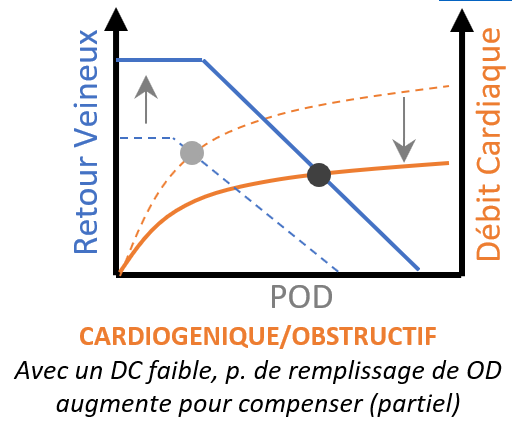 Retour Veineux
Débit Cardiaque
POD
CARDIOGENIQUE/OBSTRUCTIF
Avec un DC faible, p. de remplissage de OD
augmente pour compenser (partiel)